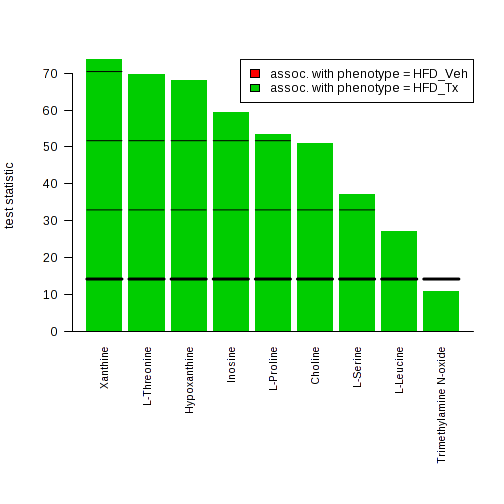 assoc. with phenotype = HFD_Veh
assoc. with phenotype = HFD_Tx
test statistic
70
60
50
40
30
20
10
0
Xanthine
L-Threonine
Hypoxanthine
Inosine
L-Proline
Choline
L-Serine
L-Leucine
Trimethylamine N-oxide